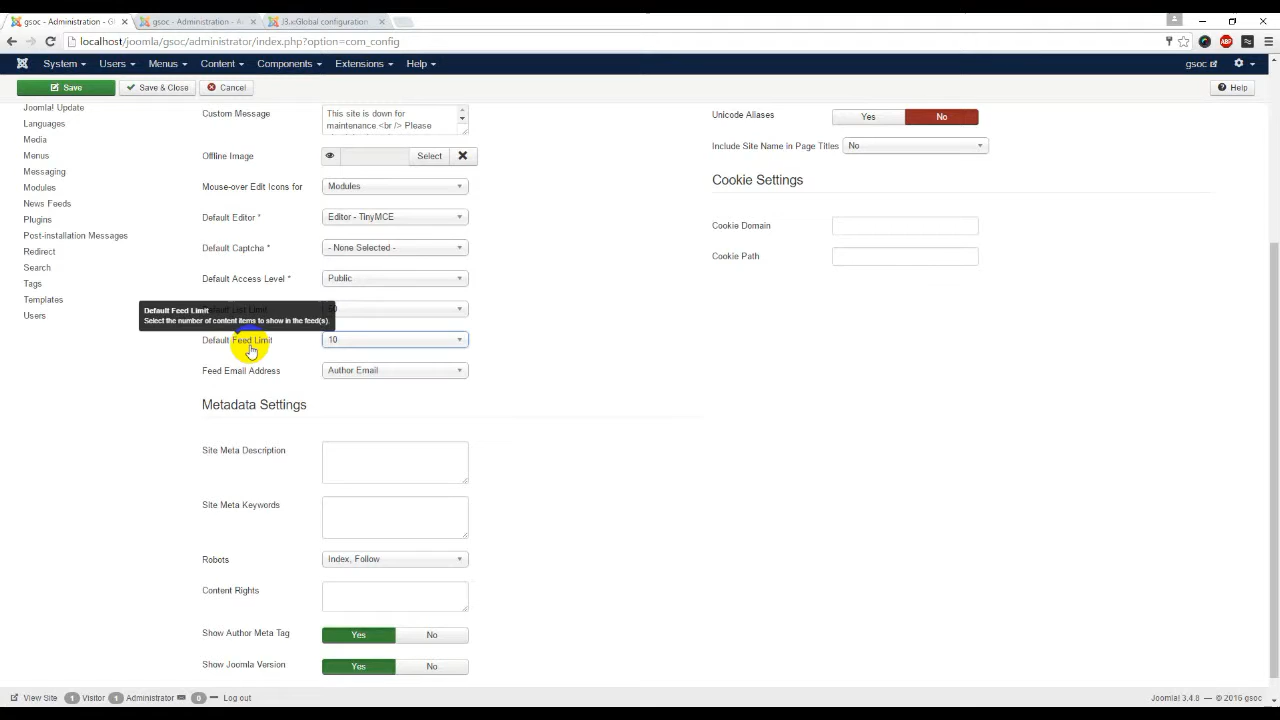 gsoc - Administration - Gl
gsoc - Administration - Ad
J3.x:Global configuration
localhost/joomla/gsoc/administrator/index.php?option=com_config
System Users Menus Content Components Extensions Help gsoc
Save Save & Close Cancel Help
Joomla! Update
Languages
Media
Menus
Messaging
Modules
News Feeds
Plugins
Post-installation Messages
Redirect
Search
Tags
Templates
Users
Custom Message
This site is down for
maintenance <br /> Please
Offline Image Select
Mouse-over Edit Icons for Modules
Default Editor * Editor - TinyMCE
Default Captcha * - None Selected -
Default Access Level * Public
Default Feed Limit
Select the number of content items to show in the feed(s).
Default Feed Limit 10
Feed Email Address Author Email
Metadata Settings
Site Meta Description
Site Meta Keywords
Robots Index, Follow
Content Rights
Show Author Meta Tag Yes No
Show Joomla Version Yes No
Unicode Aliases Yes No
Include Site Name in Page Titles No
Cookie Settings
Cookie Domain
Cookie Path
View Site 1 Visitor 1 Administrator 0 Log out
Joomla! 3.4.8 — © 2016 gsoc